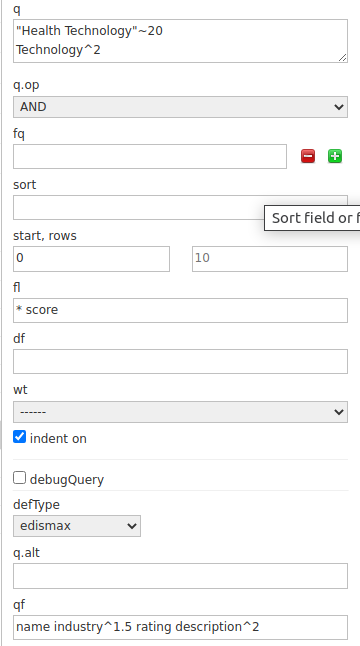 q
"Health Technology"~20
Technology^2
q.op
AND
fq
sort
Sort field or f
start, rows
0 10
fl
* score
df
wt
------
indent on
debugQuery
defType
edismax
q.alt
qf
name industry^1.5 rating description^2